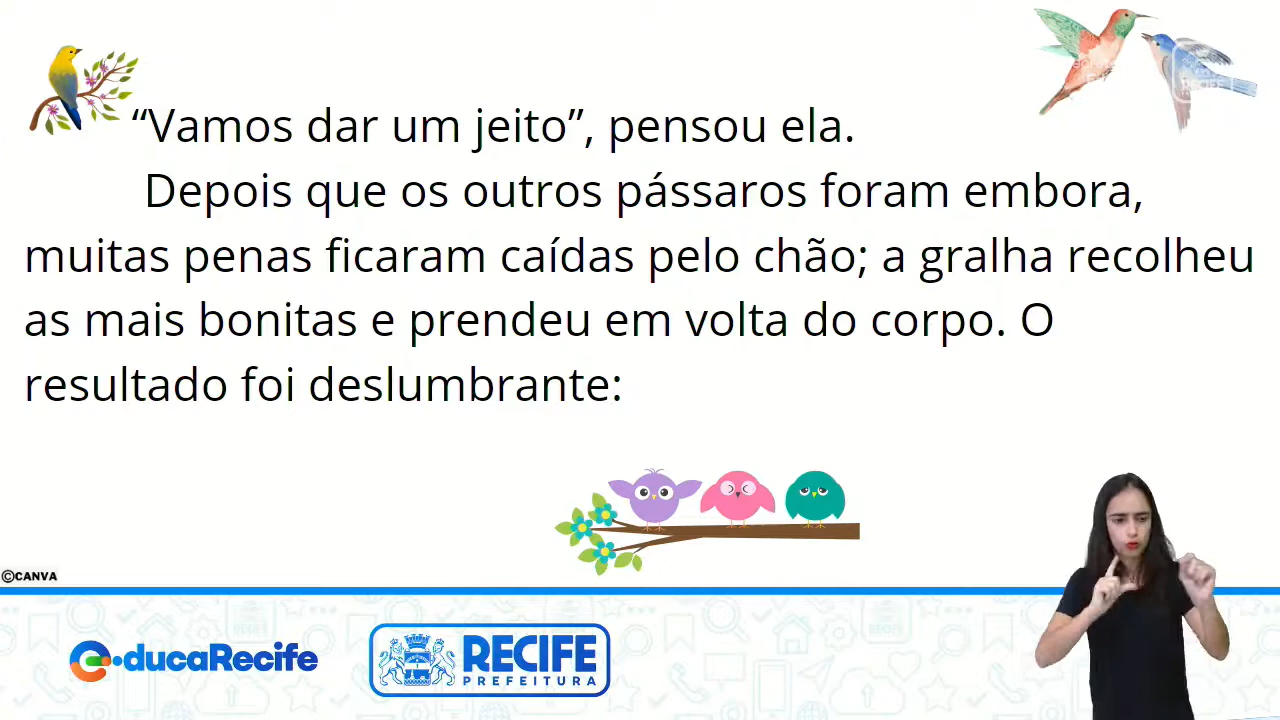 “Vamos dar um jeito”, pensou ela.
Depois que os outros pássaros foram embora,
muitas penas ficaram caídas pelo chão; a gralha recolheu
as mais bonitas e prendeu em volta do corpo. O
resultado foi deslumbrante:
©CANVA
educaRecife
RECIFE
PREFEITURA